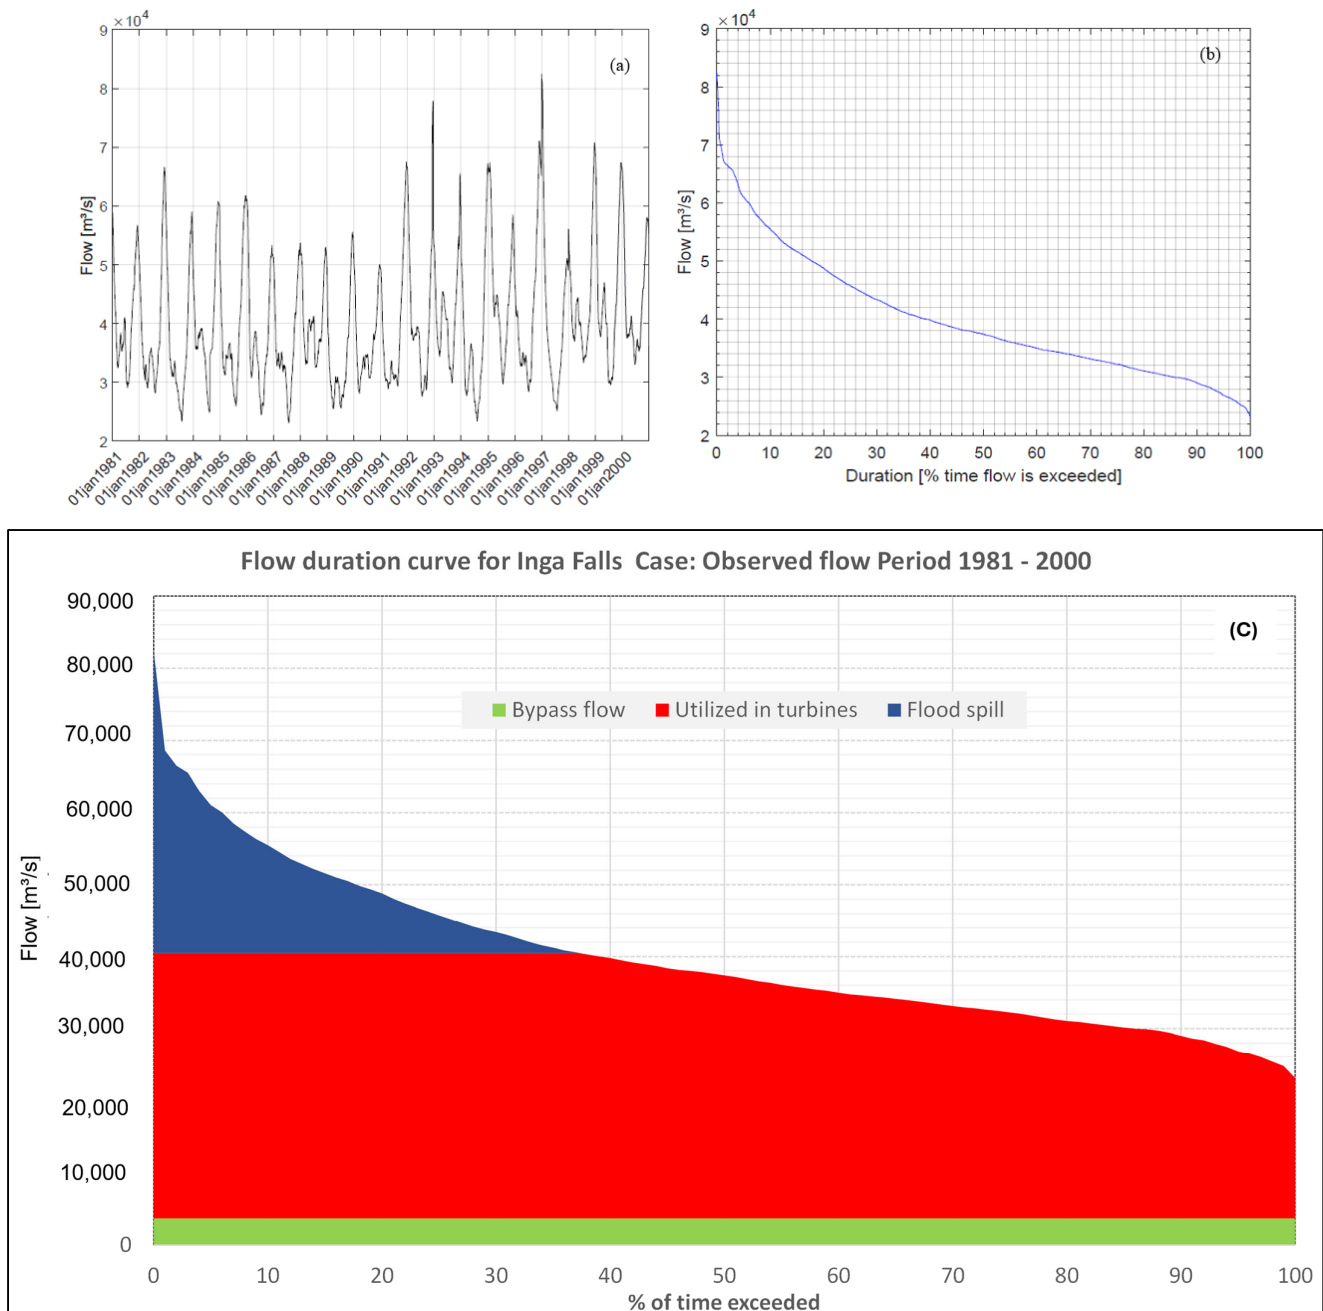 ×10⁴
9
8
7
6
5
4
3
2
Flow [m³/s]
(a)
01jan1981
01jan1982
01jan1983
01jan1984
01jan1985
01jan1986
01jan1987
01jan1988
01jan1989
01jan1990
01jan1991
01jan1992
01jan1993
01jan1994
01jan1995
01jan1996
01jan1997
01jan1998
01jan1999
01jan2000
×10⁴
9
8
7
6
5
4
3
2
Flow [m³/s]
(b)
0 10 20 30 40 50 60 70 80 90 100
Duration [% time flow is exceeded]
Flow duration curve for Inga Falls Case: Observed flow Period 1981 - 2000
90,000
80,000
70,000
60,000
50,000
40,000
30,000
20,000
10,000
0
Flow [m³/s]
(C)
Bypass flow Utilized in turbines Flood spill
0 10 20 30 40 50 60 70 80 90 100
% of time exceeded